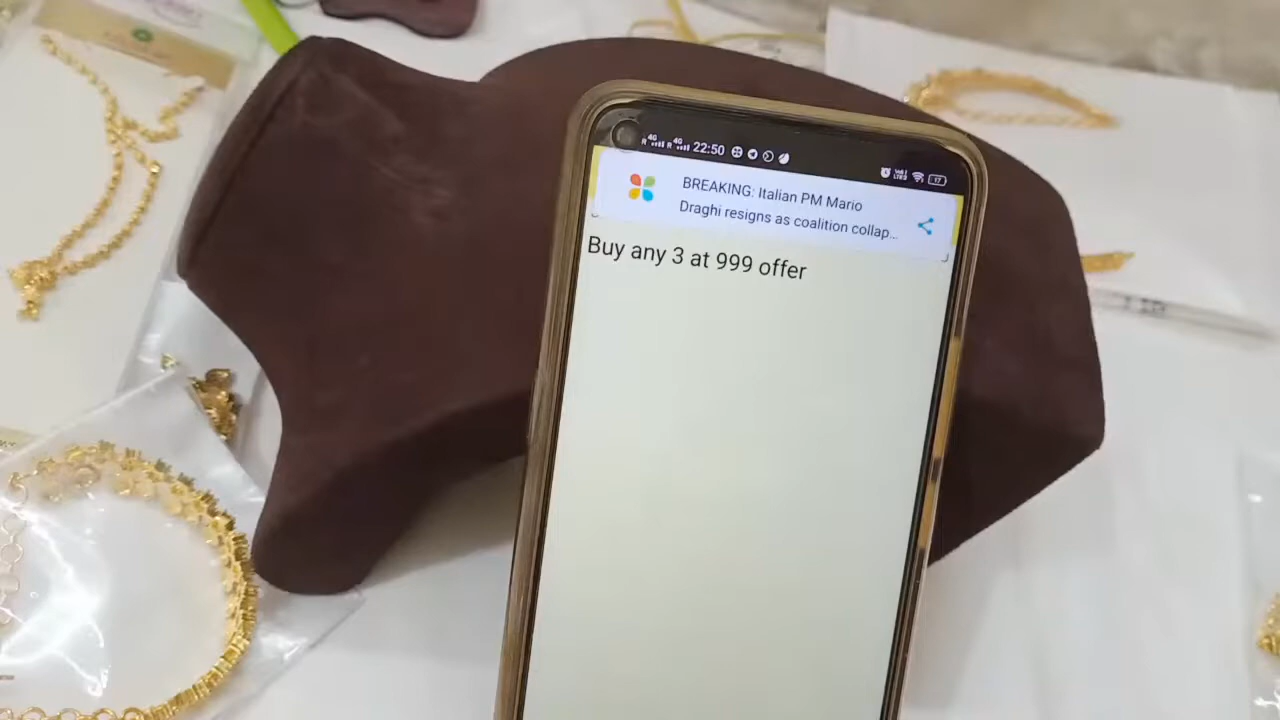 22:50
BREAKING: Italian PM Mario
Draghi resigns as coalition collap...
Buy any 3 at 999 offer